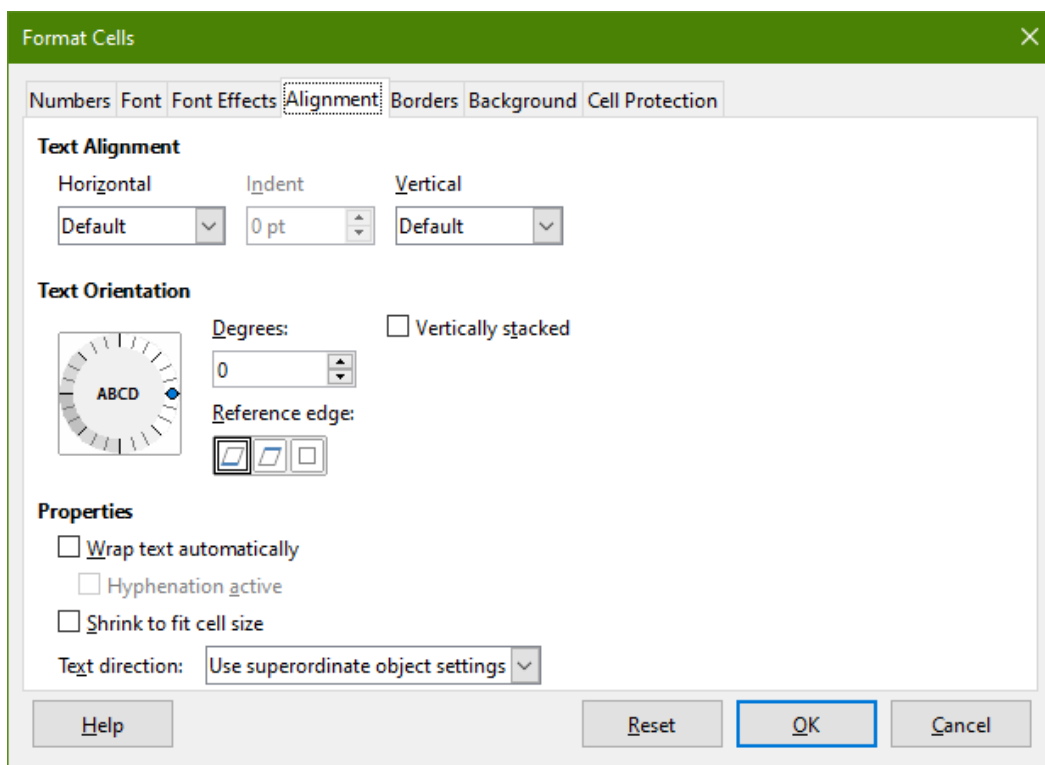 Format Cells
Numbers Font Font Effects Alignment Borders Background Cell Protection
Text Alignment
Horizontal Indent Vertical
Default 0 pt Default
Text Orientation
Degrees: Vertically stacked
0
ABCD
Reference edge:
Properties
Wrap text automatically
Hyphenation active
Shrink to fit cell size
Text direction: Use superordinate object settings
Help Reset OK Cancel